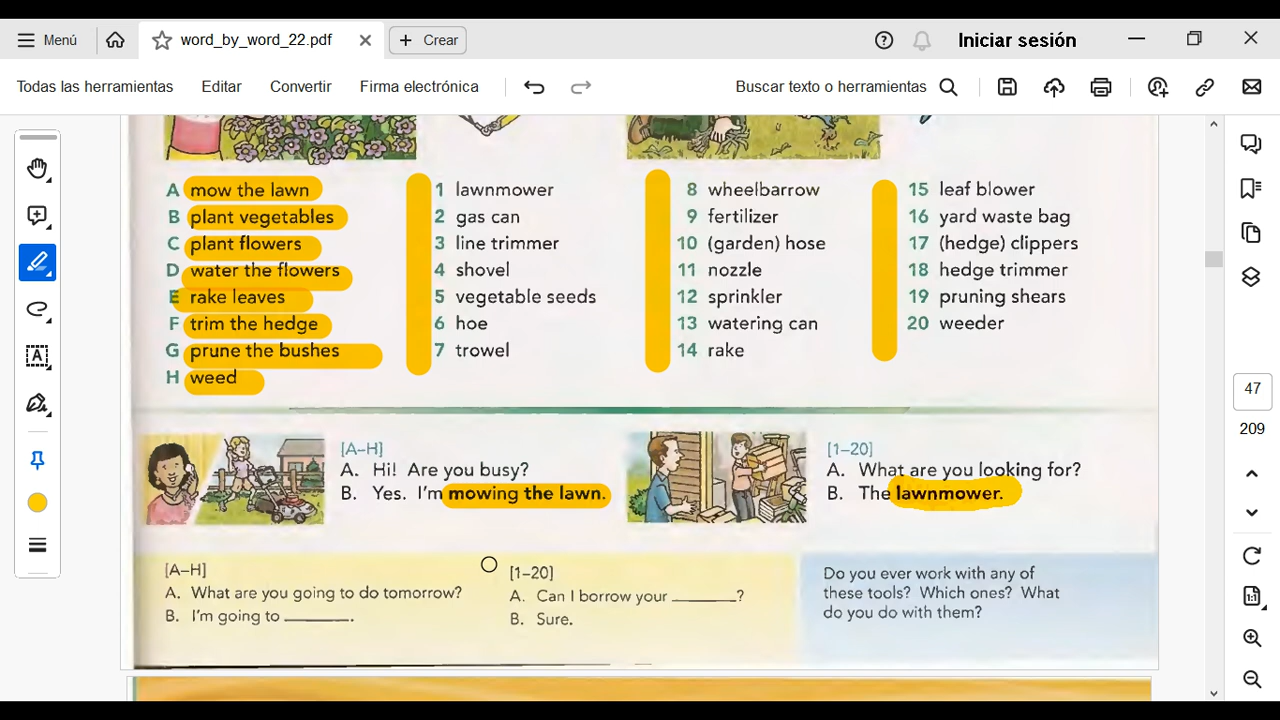 Menú
word_by_word_22.pdf
Crear
Iniciar sesión
Todas las herramientas
Editar
Convertir
Firma electrónica
Buscar texto o herramientas
A mow the lawn
B plant vegetables
C plant flowers
D water the flowers
E rake leaves
F trim the hedge
G prune the bushes
H weed
1 lawnmower
2 gas can
3 line trimmer
4 shovel
5 vegetable seeds
6 hoe
7 trowel
8 wheelbarrow
9 fertilizer
10 (garden) hose
11 nozzle
12 sprinkler
13 watering can
14 rake
15 leaf blower
16 yard waste bag
17 (hedge) clippers
18 hedge trimmer
19 pruning shears
20 weeder
[A–H]
A. Hi! Are you busy?
B. Yes. I'm mowing the lawn.
[1–20]
A. What are you looking for?
B. The lawnmower.
[A–H]
A. What are you going to do tomorrow?
B. I'm going to ______.
[1–20]
A. Can I borrow your ______?
B. Sure.
Do you ever work with any of
these tools? Which ones? What
do you do with them?
47
209
1:1